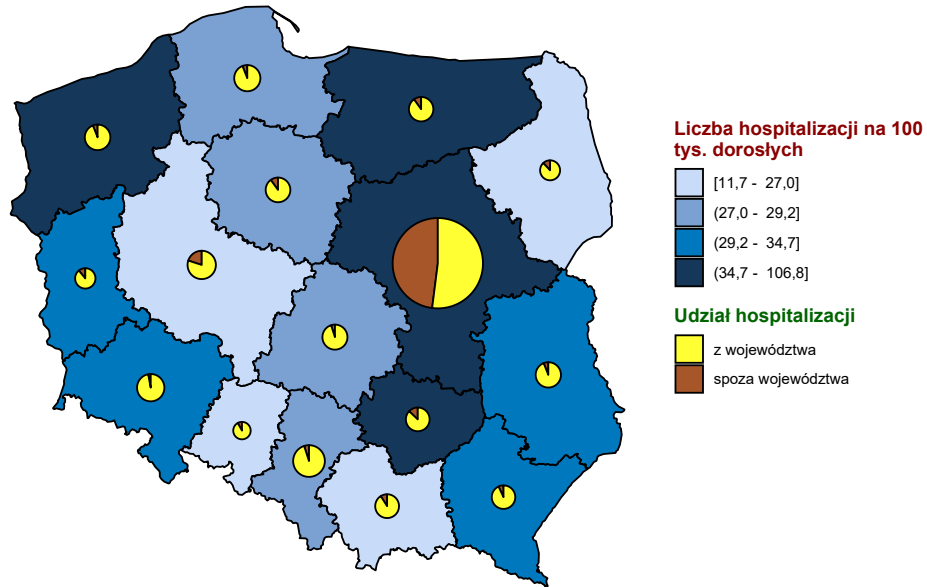 Liczba hospitalizacji na 100
tys. dorosłych
[11,7 - 27,0]
(27,0 - 29,2]
(29,2 - 34,7]
(34,7 - 106,8]
Udział hospitalizacji
z województwa
spoza województwa